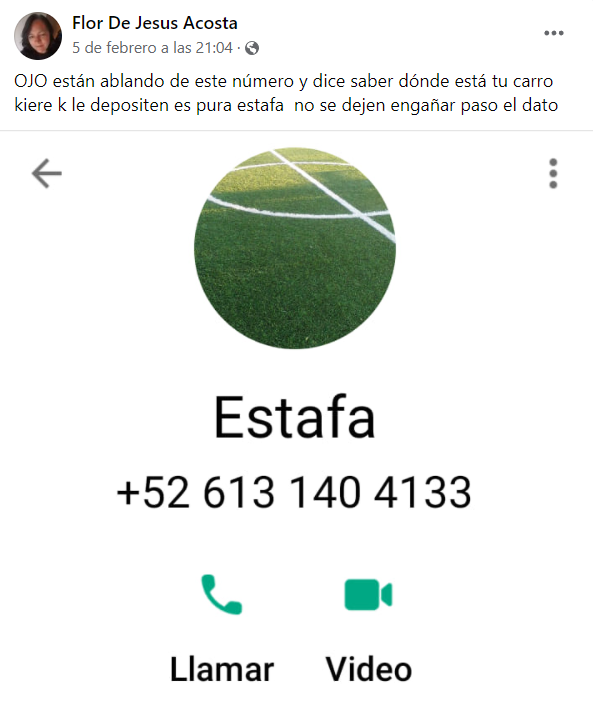 Flor De Jesus Acosta
5 de febrero a las 21:04 ·
OJO están ablando de este número y dice saber dónde está tu carro
kiere k le depositen es pura estafa  no se dejen engañar paso el dato
Estafa
+52 613 140 4133
Llamar Video